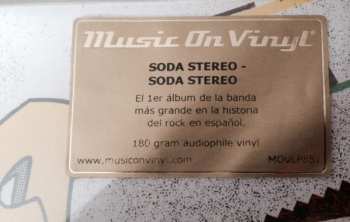 Music On Vinyl
SODA STEREO -
SODA STEREO
El 1er álbum de la banda
más grande en la historia
del rock en español.
180 gram audiophile vinyl
www.musiconvinyl.com